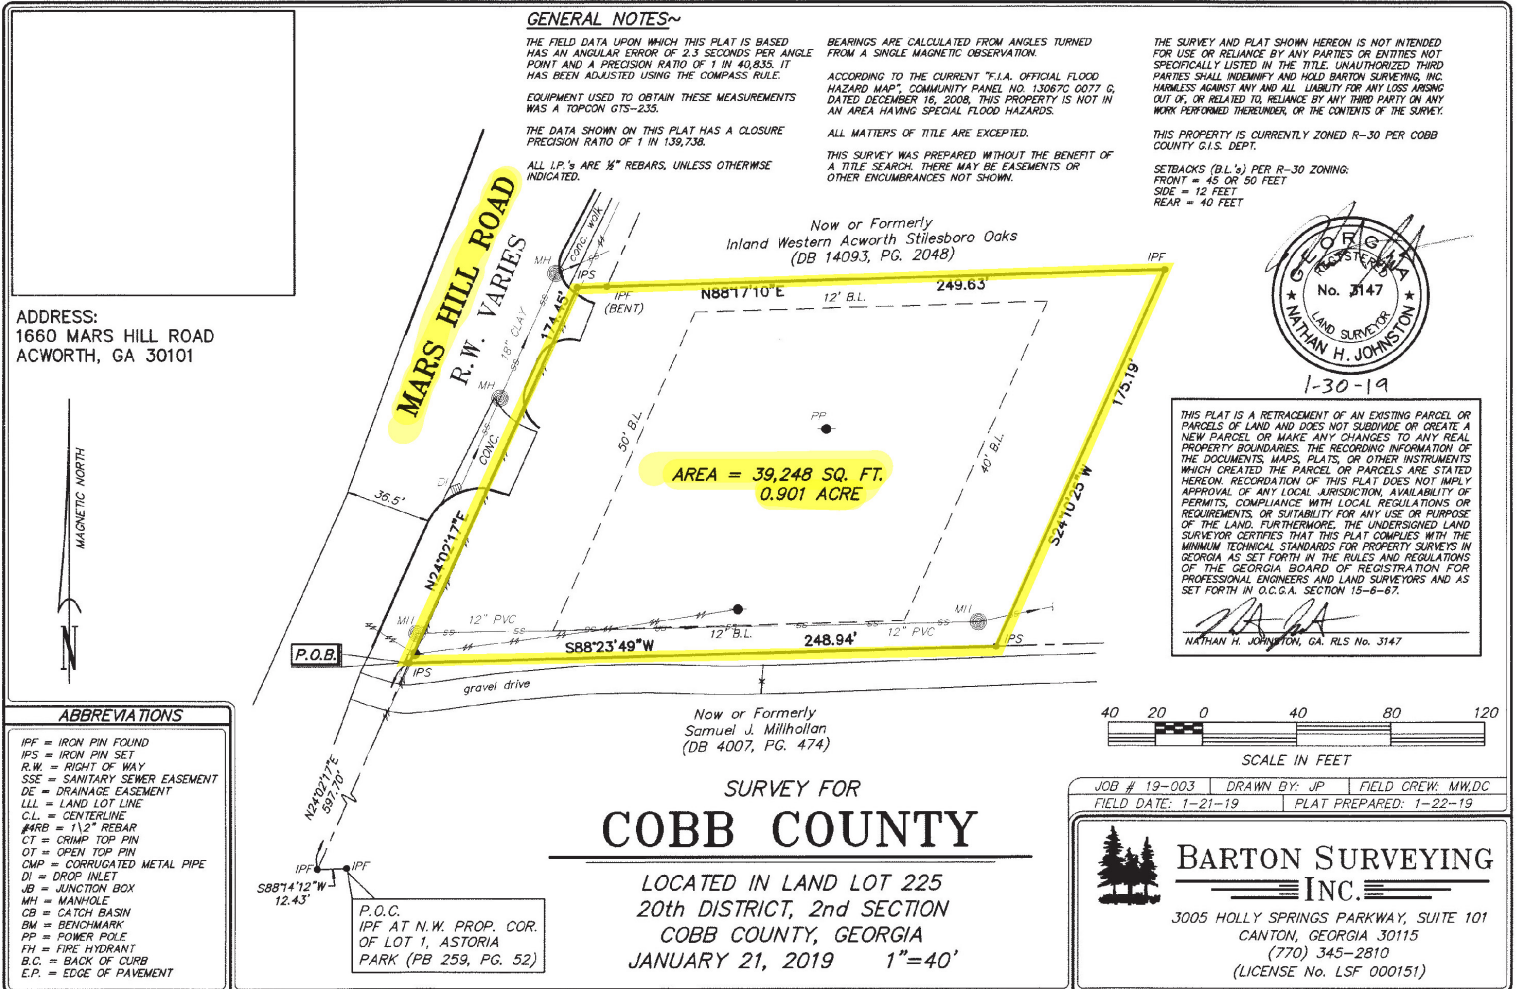 GENERAL NOTES~
THE FIELD DATA UPON WHICH THIS PLAT IS BASED
HAS AN ANGULAR ERROR OF 2.3 SECONDS PER ANGLE
POINT AND A PRECISION RATIO OF 1 IN 40,835. IT
HAS BEEN ADJUSTED USING THE COMPASS RULE.
EQUIPMENT USED TO OBTAIN THESE MEASUREMENTS
WAS A TOPCON GTS-235.
THE DATA SHOWN ON THIS PLAT HAS A CLOSURE
PRECISION RATIO OF 1 IN 139,738.
ALL I.P.'s ARE ½" REBARS, UNLESS OTHERWISE
INDICATED.
BEARINGS ARE CALCULATED FROM ANGLES TURNED
FROM A SINGLE MAGNETIC OBSERVATION.
ACCORDING TO THE CURRENT "F.I.A. OFFICIAL FLOOD
HAZARD MAP", COMMUNITY PANEL NO. 13067C 0077 G,
DATED DECEMBER 16, 2008, THIS PROPERTY IS NOT IN
AN AREA HAVING SPECIAL FLOOD HAZARDS.
ALL MATTERS OF TITLE ARE EXCEPTED.
THIS SURVEY WAS PREPARED WITHOUT THE BENEFIT OF
A TITLE SEARCH. THERE MAY BE EASEMENTS OR
OTHER ENCUMBRANCES NOT SHOWN.
THE SURVEY AND PLAT SHOWN HEREON IS NOT INTENDED
FOR USE OR RELIANCE BY ANY PARTIES OR ENTITIES NOT
SPECIFICALLY LISTED IN THE TITLE. UNAUTHORIZED THIRD
PARTIES SHALL INDEMNIFY AND HOLD BARTON SURVEYING, INC.
HARMLESS AGAINST ANY AND ALL LIABILITY FOR ANY LOSS ARISING
OUT OF, OR RELATED TO, RELIANCE BY ANY THIRD PARTY ON ANY
WORK PERFORMED THEREUNDER, OR THE CONTENTS OF THE SURVEY.
THIS PROPERTY IS CURRENTLY ZONED R-30 PER COBB
COUNTY G.I.S. DEPT.
SETBACKS (B.L.'s) PER R-30 ZONING:
FRONT = 45 OR 50 FEET
SIDE = 12 FEET
REAR = 40 FEET
GEORGIA
REGISTERED
No. 3147
LAND SURVEYOR
★ NATHAN H. JOHNSTON ★
1-30-19
ADDRESS:
1660 MARS HILL ROAD
ACWORTH, GA 30101
MAGNETIC NORTH
N
MARS HILL ROAD
R.W. VARIES
conc. walk
MH
IPS
IPF
(BENT)
Now or Formerly
Inland Western Acworth Stilesboro Oaks
(DB 14093, PG. 2048)
IPF
N88°17'10"E
249.63'
12' B.L.
174.45'
18" CLAY
SS
MH
CONC.
DI
36.5'
N24°02'17"E
50' B.L.
PP
AREA = 39,248 SQ. FT.
0.901 ACRE
40' B.L.
175.19'
S24°10'25"W
MH
12" PVC
SS
12' B.L.
12" PVC
MH
S88°23'49"W
248.94'
IPS
P.O.B.
IPS
gravel drive
Now or Formerly
Samuel J. Millhollan
(DB 4007, PG. 474)
N24°02'17"E
597.70'
IPF
IPF
S88°14'12"W
12.43'
P.O.C.
IPF AT N.W. PROP. COR.
OF LOT 1, ASTORIA
PARK (PB 259, PG. 52)
THIS PLAT IS A RETRACEMENT OF AN EXISTING PARCEL OR
PARCELS OF LAND AND DOES NOT SUBDIVIDE OR CREATE A
NEW PARCEL OR MAKE ANY CHANGES TO ANY REAL
PROPERTY BOUNDARIES. THE RECORDING INFORMATION OF
THE DOCUMENTS, MAPS, PLATS, OR OTHER INSTRUMENTS
WHICH CREATED THE PARCEL OR PARCELS ARE STATED
HEREON. RECORDATION OF THIS PLAT DOES NOT IMPLY
APPROVAL OF ANY LOCAL JURISDICTION, AVAILABILITY OF
PERMITS, COMPLIANCE WITH LOCAL REGULATIONS OR
REQUIREMENTS, OR SUITABILITY FOR ANY USE OR PURPOSE
OF THE LAND. FURTHERMORE, THE UNDERSIGNED LAND
SURVEYOR CERTIFIES THAT THIS PLAT COMPLIES WITH THE
MINIMUM TECHNICAL STANDARDS FOR PROPERTY SURVEYS IN
GEORGIA AS SET FORTH IN THE RULES AND REGULATIONS
OF THE GEORGIA BOARD OF REGISTRATION FOR
PROFESSIONAL ENGINEERS AND LAND SURVEYORS AND AS
SET FORTH IN O.C.G.A. SECTION 15-6-67.
NATHAN H. JOHNSTON, GA. RLS No. 3147
ABBREVIATIONS
IPF = IRON PIN FOUND
IPS = IRON PIN SET
R.W. = RIGHT OF WAY
SSE = SANITARY SEWER EASEMENT
DE = DRAINAGE EASEMENT
LLL = LAND LOT LINE
C.L. = CENTERLINE
#4RB = 1\2" REBAR
CT = CRIMP TOP PIN
OT = OPEN TOP PIN
CMP = CORRUGATED METAL PIPE
DI = DROP INLET
JB = JUNCTION BOX
MH = MANHOLE
CB = CATCH BASIN
BM = BENCHMARK
PP = POWER POLE
FH = FIRE HYDRANT
B.C. = BACK OF CURB
E.P. = EDGE OF PAVEMENT
SURVEY FOR
COBB COUNTY
LOCATED IN LAND LOT 225
20th DISTRICT, 2nd SECTION
COBB COUNTY, GEORGIA
JANUARY 21, 2019 1"=40'
40 20 0 40 80 120
SCALE IN FEET
JOB # 19-003 DRAWN BY: JP FIELD CREW: MW,DC
FIELD DATE: 1-21-19 PLAT PREPARED: 1-22-19
BARTON SURVEYING
INC.
3005 HOLLY SPRINGS PARKWAY, SUITE 101
CANTON, GEORGIA 30115
(770) 345-2810
(LICENSE No. LSF 000151)